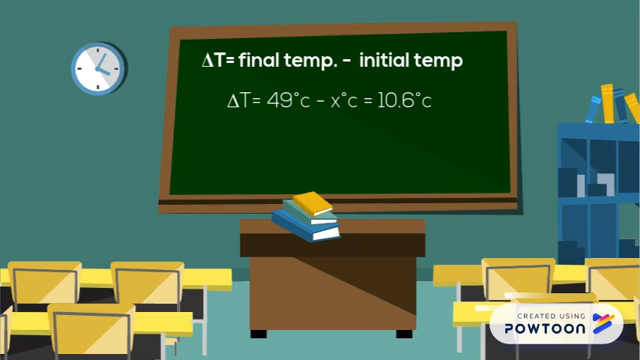 ΔT= final temp. - initial temp
ΔT= 49°c - x°c = 10.6°c
CREATED USING
POWTOON